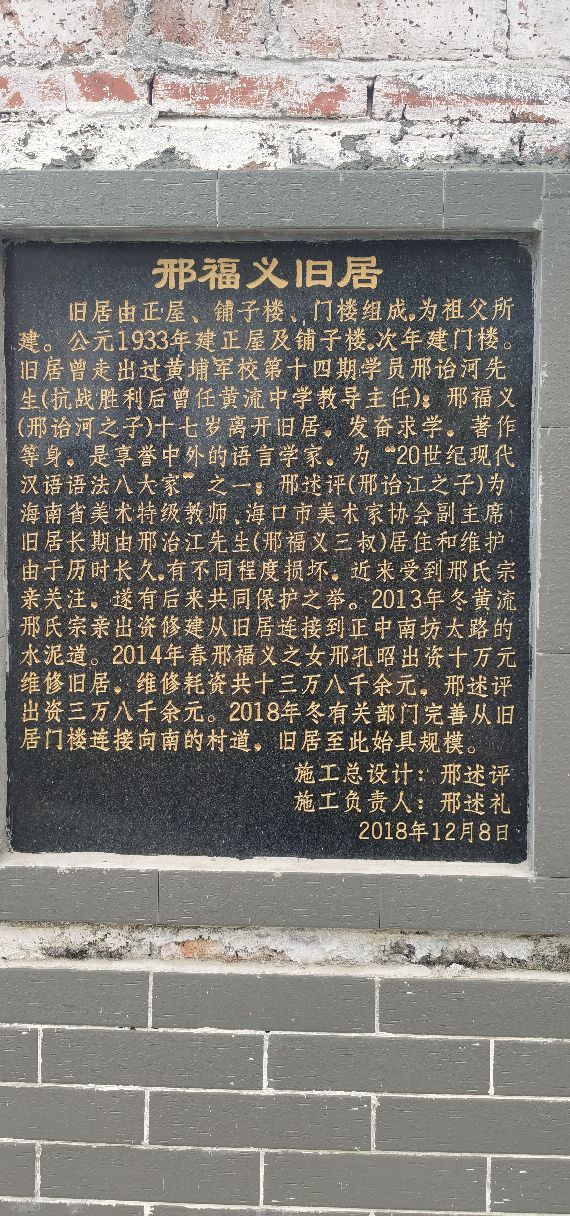 邢福义旧居
旧居由正屋、铺子楼、门楼组成,为祖父所
建。公元1933年建正屋及铺子楼,次年建门楼。
旧居曾走出过黄埔军校第十四期学员邢诒河先
生(抗战胜利后曾任黄流中学教导主任);邢福义
(邢诒河之子)十七岁离开旧居,发奋求学,著作
等身,是享誉中外的语言学家,为“20世纪现代
汉语语法八大家”之一;邢述评(邢诒江之子)为
海南省美术特级教师、海口市美术家协会副主席
旧居长期由邢诒江先生(邢福义三叔)居住和维护
由于历时长久,有不同程度损坏,近来受到邢氏宗
亲关注,遂有后来共同保护之举。2013年冬黄流
邢氏宗亲出资修建从旧居连接到正中南坊大路的
水泥道。2014年春邢福义之女邢孔昭出资十万元
维修旧居,维修耗资共十三万八千余元,邢述评
出资三万八千余元。2018年冬有关部门完善从旧
居门楼连接向南的村道,旧居至此始具规模。
施工总设计:邢述评
施工负责人:邢述礼
2018年12月8日